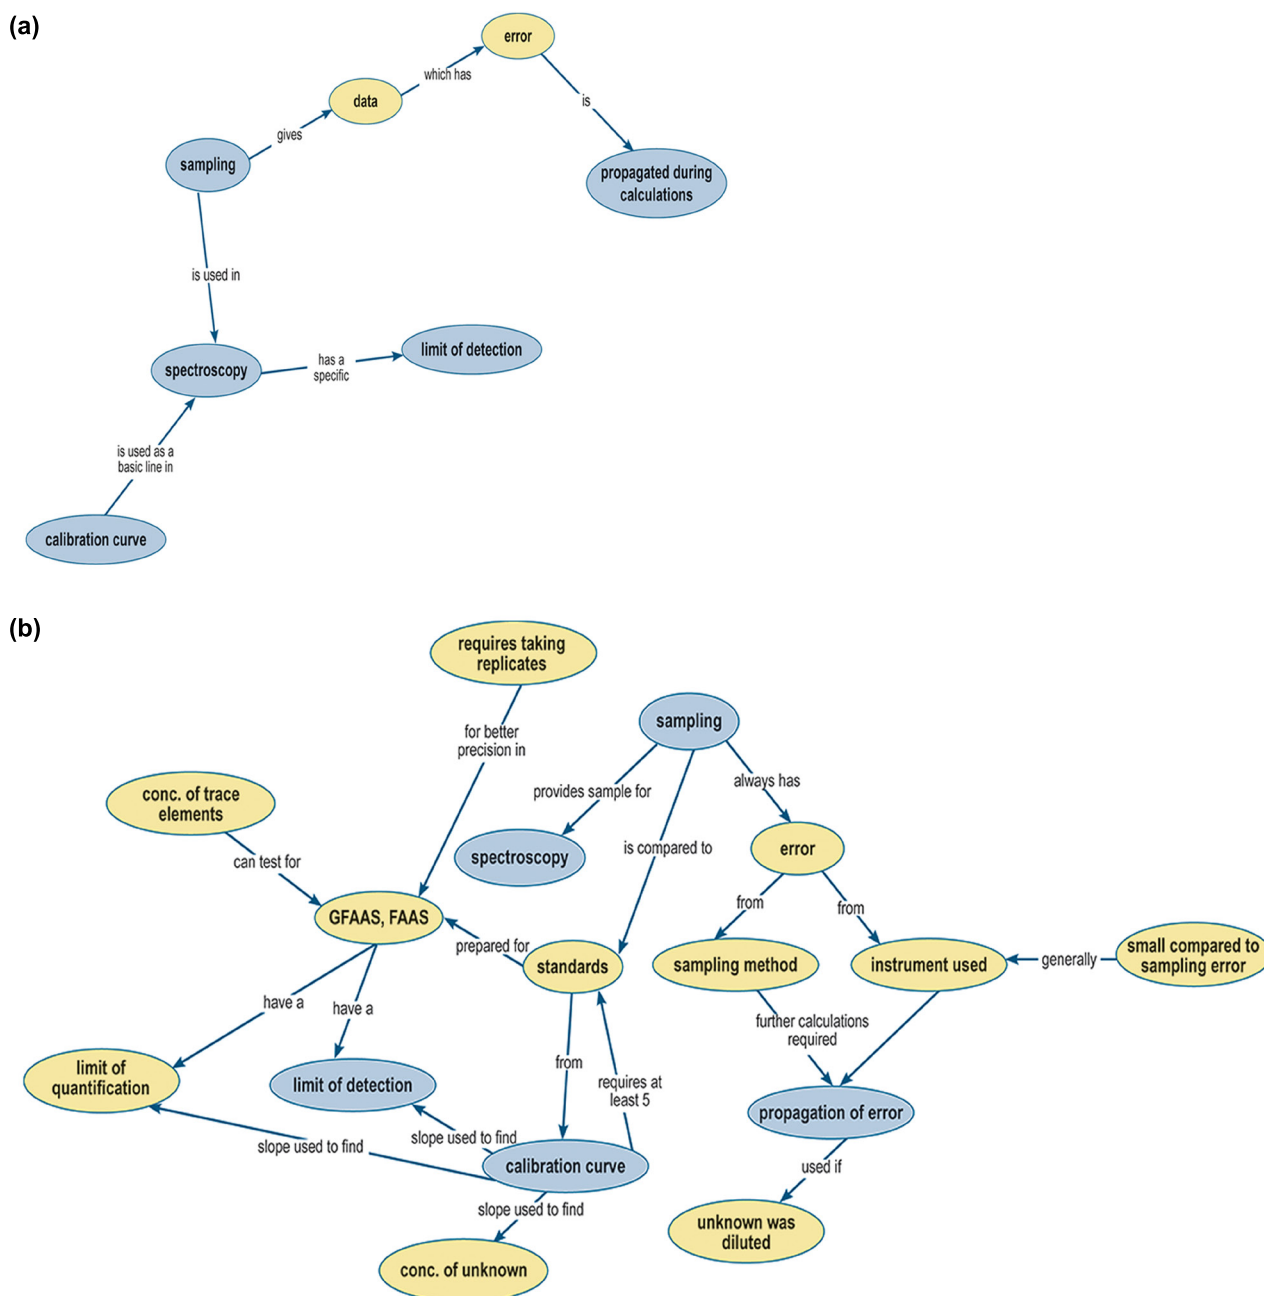 (a)
error
which has
data
is
gives
sampling
propagated during
calculations
is used in
limit of detection
has a
specific
spectroscopy
is used as a
basic line in
calibration curve
(b)
requires taking
replicates
sampling
for better
precision in
always has
conc. of trace
elements
provides sample for
can test for
spectroscopy
is compared to
error
GFAAS, FAAS
from
from
prepared for
standards
sampling method
instrument used
generally
small compared to
sampling error
have a
have a
further calculations
required
limit of
quantification
limit of detection
from
requires at
least 5
propagation of error
slope used to find
slope used to find
calibration curve
used if
slope used to find
unknown was
diluted
conc. of unknown